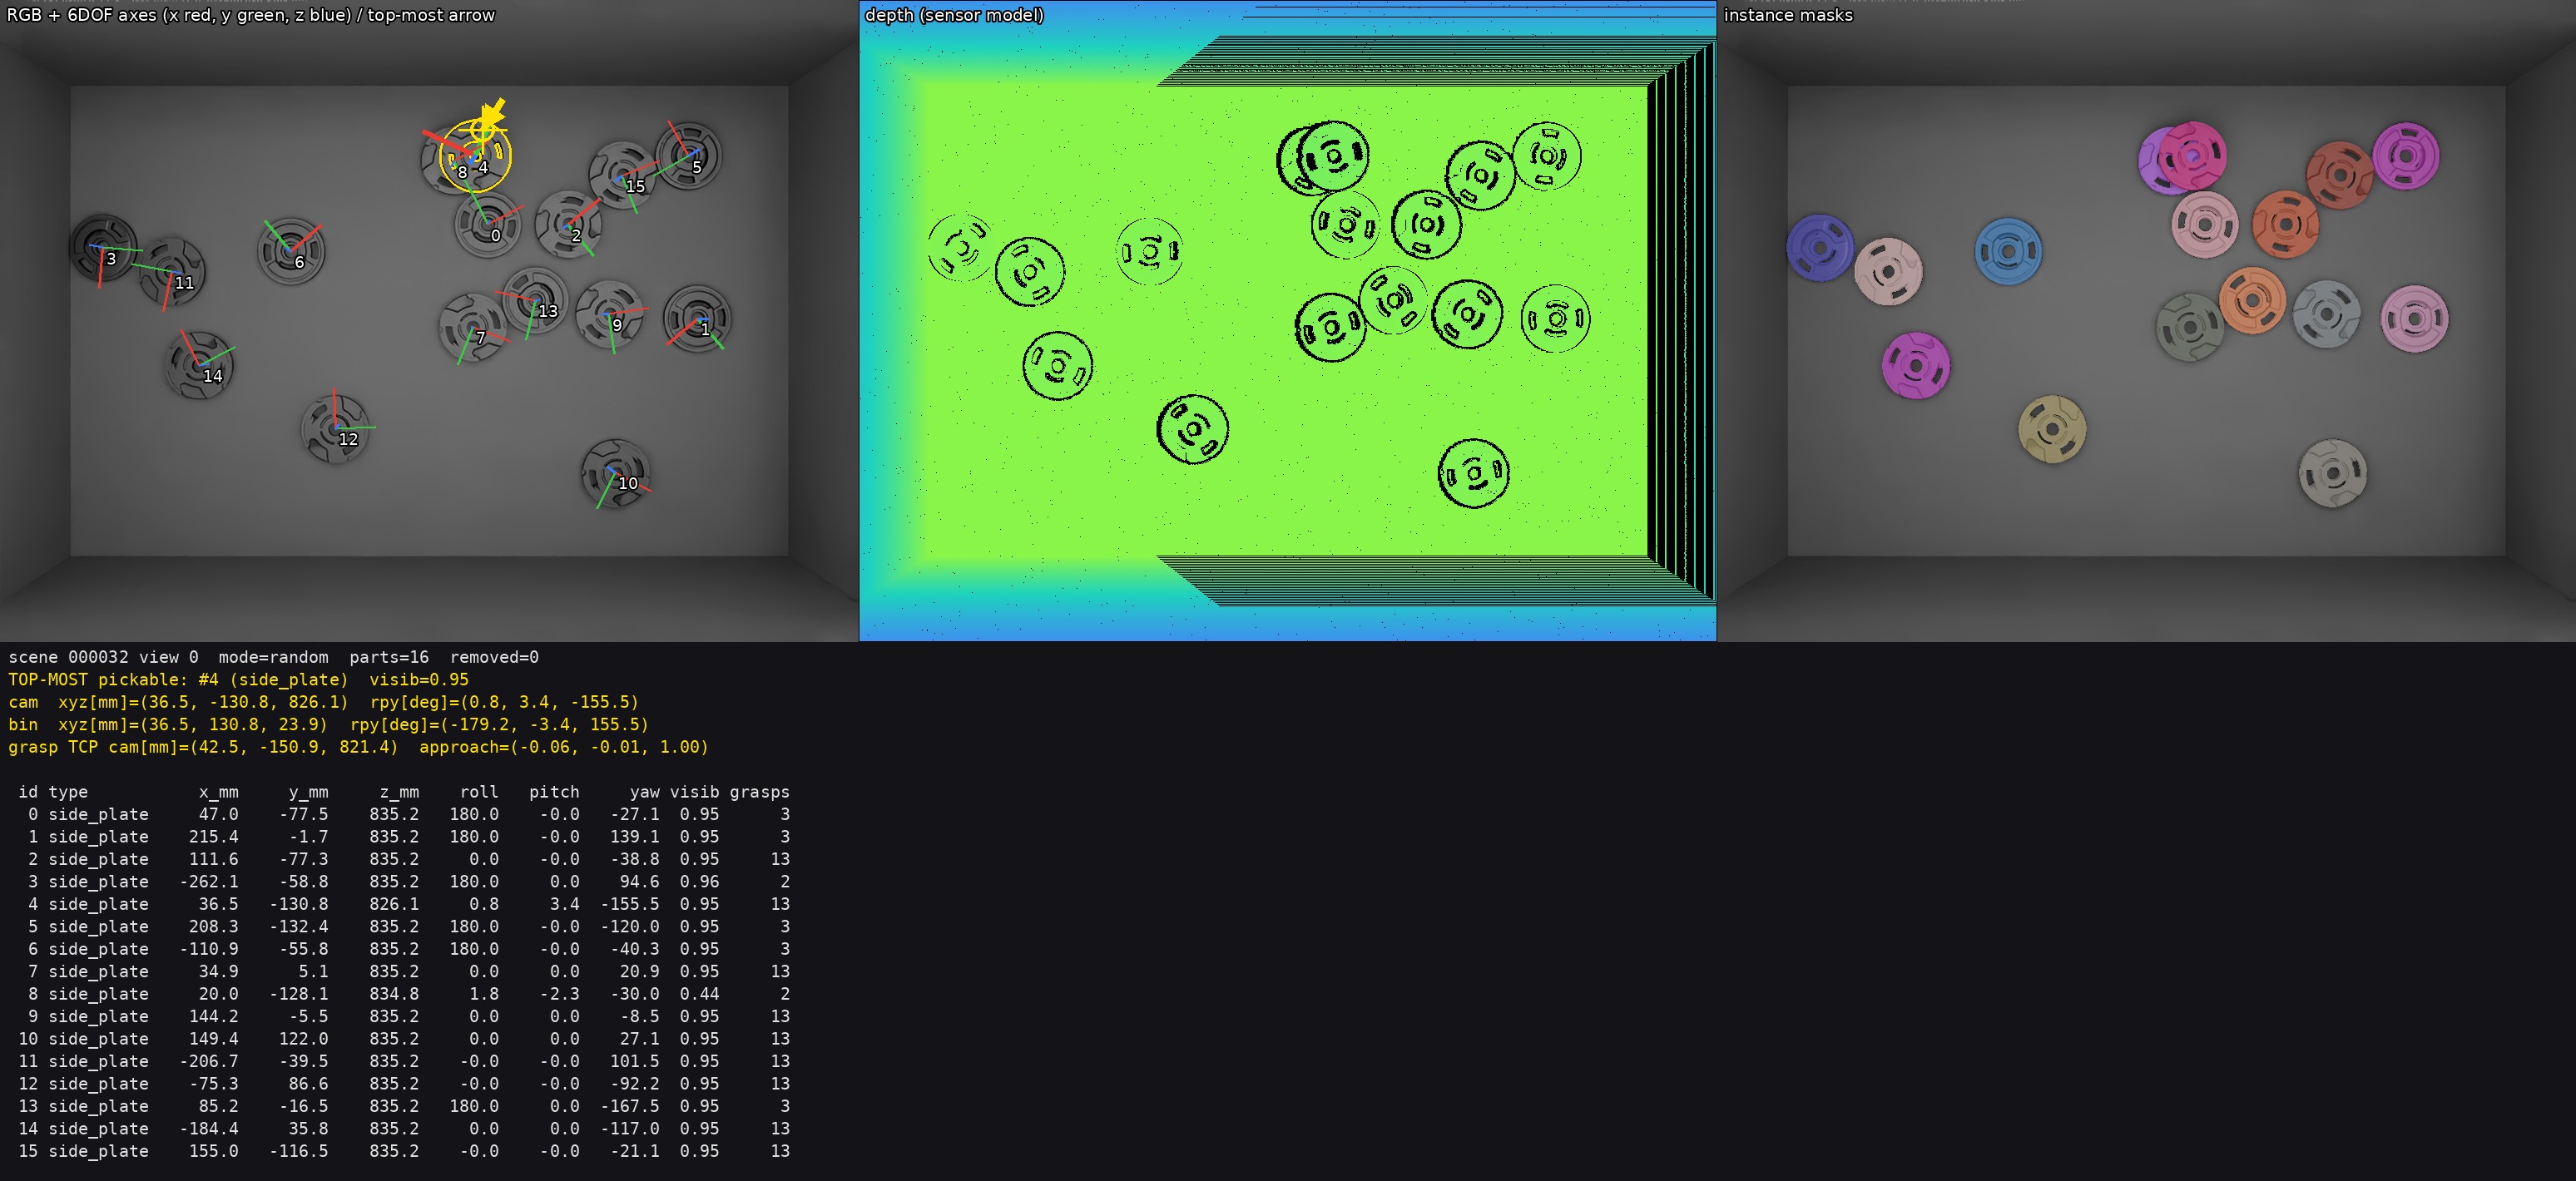 RGB + 6DOF axes (x red, y green, z blue) / top-most arrow
depth (sensor model)
instance masks
8
4
5
15
0
2
3
6
11
13
9
1
7
14
12
10
scene 000032 view 0  mode=random  parts=16  removed=0
TOP-MOST pickable: #4 (side_plate)  visib=0.95
cam  xyz[mm]=(36.5, -130.8, 826.1)  rpy[deg]=(0.8, 3.4, -155.5)
bin  xyz[mm]=(36.5, 130.8, 23.9)  rpy[deg]=(-179.2, -3.4, 155.5)
grasp TCP cam[mm]=(42.5, -150.9, 821.4)  approach=(-0.06, -0.01, 1.00)
id type x_mm y_mm z_mm roll pitch yaw visib grasps
0 side_plate 47.0 -77.5 835.2 180.0 -0.0 -27.1 0.95 3
1 side_plate 215.4 -1.7 835.2 180.0 -0.0 139.1 0.95 3
2 side_plate 111.6 -77.3 835.2 0.0 -0.0 -38.8 0.95 13
3 side_plate -262.1 -58.8 835.2 180.0 0.0 94.6 0.96 2
4 side_plate 36.5 -130.8 826.1 0.8 3.4 -155.5 0.95 13
5 side_plate 208.3 -132.4 835.2 180.0 -0.0 -120.0 0.95 3
6 side_plate -110.9 -55.8 835.2 180.0 -0.0 -40.3 0.95 3
7 side_plate 34.9 5.1 835.2 0.0 0.0 20.9 0.95 13
8 side_plate 20.0 -128.1 834.8 1.8 -2.3 -30.0 0.44 2
9 side_plate 144.2 -5.5 835.2 0.0 0.0 -8.5 0.95 13
10 side_plate 149.4 122.0 835.2 0.0 0.0 27.1 0.95 13
11 side_plate -206.7 -39.5 835.2 -0.0 -0.0 101.5 0.95 13
12 side_plate -75.3 86.6 835.2 -0.0 -0.0 -92.2 0.95 13
13 side_plate 85.2 -16.5 835.2 180.0 0.0 -167.5 0.95 3
14 side_plate -184.4 35.8 835.2 0.0 0.0 -117.0 0.95 13
15 side_plate 155.0 -116.5 835.2 -0.0 -0.0 -21.1 0.95 13